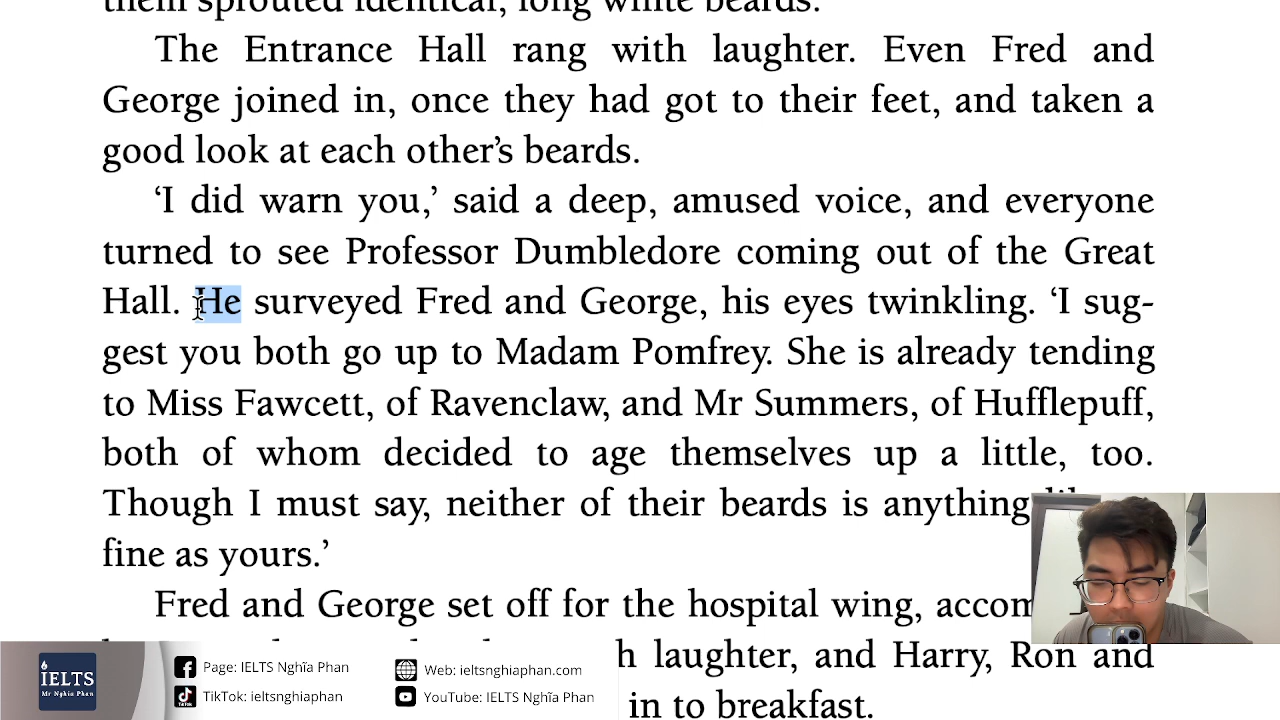 them sprouted identical, long white beards.
The Entrance Hall rang with laughter. Even Fred and
George joined in, once they had got to their feet, and taken a
good look at each other’s beards.
‘I did warn you,’ said a deep, amused voice, and everyone
turned to see Professor Dumbledore coming out of the Great
Hall. He surveyed Fred and George, his eyes twinkling. ‘I sug-
gest you both go up to Madam Pomfrey. She is already tending
to Miss Fawcett, of Ravenclaw, and Mr Summers, of Hufflepuff,
both of whom decided to age themselves up a little, too.
Though I must say, neither of their beards is anything
fine as yours.’
Fred and George set off for the hospital wing,
laughter, and Harry, Ron and
in to breakfast.
IELTS
Mr Nghia Phan
Page: IELTS Nghĩa Phan
TikTok: ieltsnghiaphan
Web: ieltsnghiaphan.com
YouTube: IELTS Nghĩa Phan